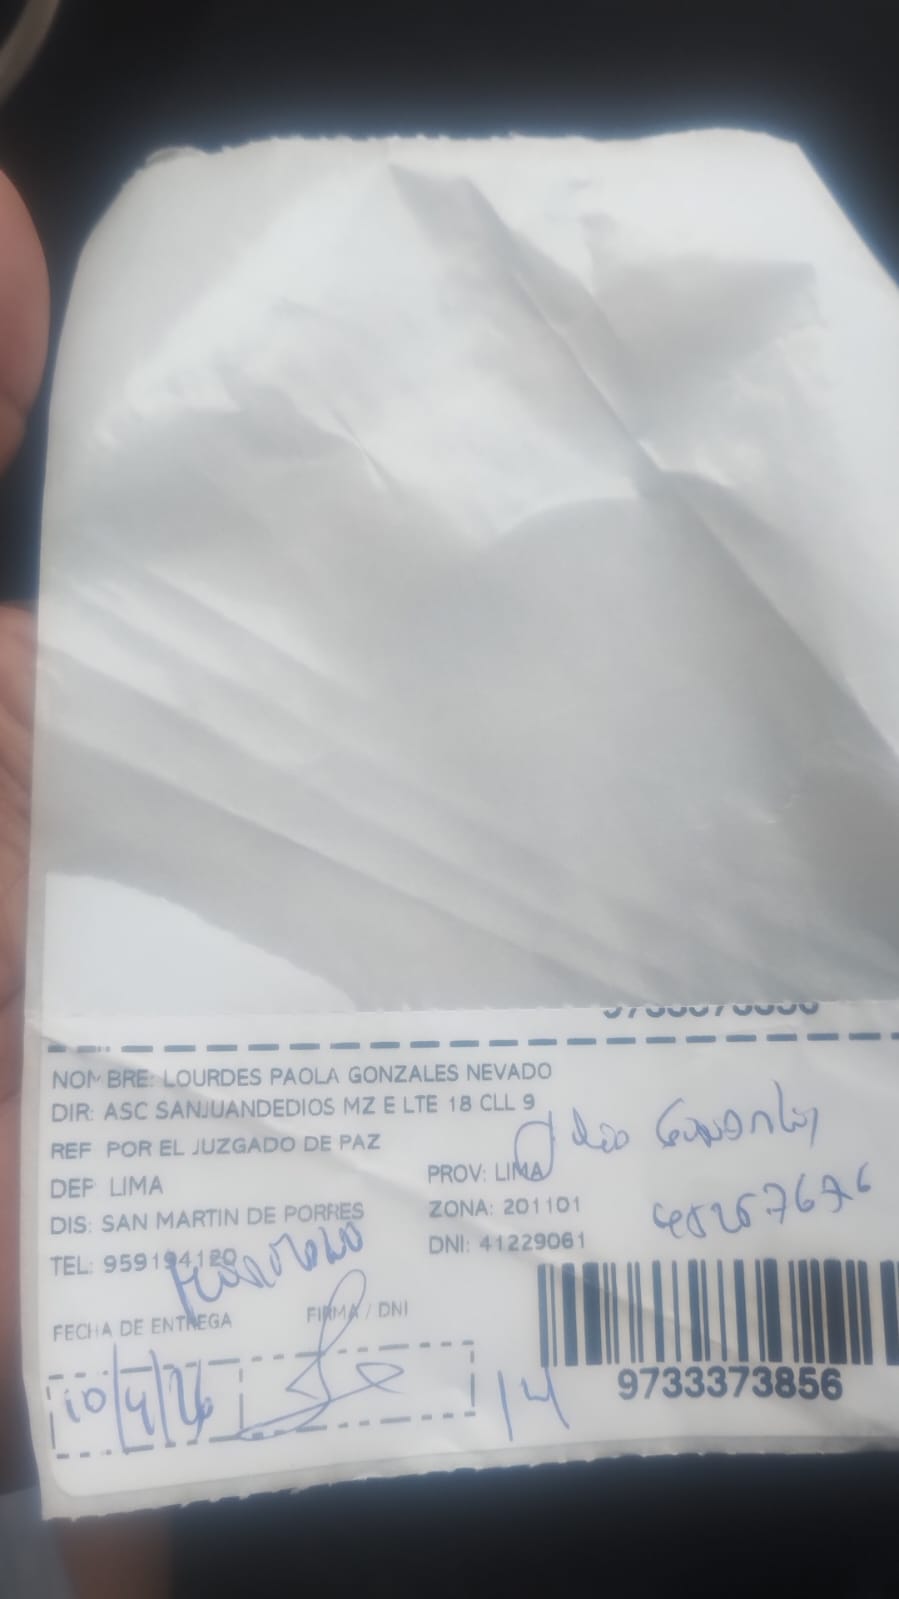 NOMBRE: LOURDES PAOLA GONZALES NEVADO
DIR: ASC SANJUANDEDIOS MZ E LTE 18 CLL 9
REF POR EL JUZGADO DE PAZ
DEP LIMA
PROV: LIMA
DIS: SAN MARTIN DE PORRES
ZONA: 201101
TEL: 959194120
DNI: 41229061
FECHA DE ENTREGA
FIRMA / DNI
10/4/26
14
9733373856